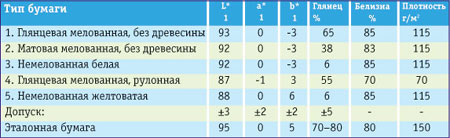 Тип бумаги L* a* b* Глянец Белизна Плотность
1 1 1 % % г/м²
1. Глянцевая мелованная, без древесины 93 0 -3 65 85 115
2. Матовая мелованная, без древесины 92 0 -3 38 83 115
3. Немелованная белая 92 0 -3 6 85 115
4. Глянцевая мелованная, рулонная 87 -1 3 55 70 70
5. Немелованная желтоватая 88 0 6 6 85 115
Допуск: ±3 ±2 ±2 ±5 - -
Эталонная бумага 95 0 5 70–80 80 150